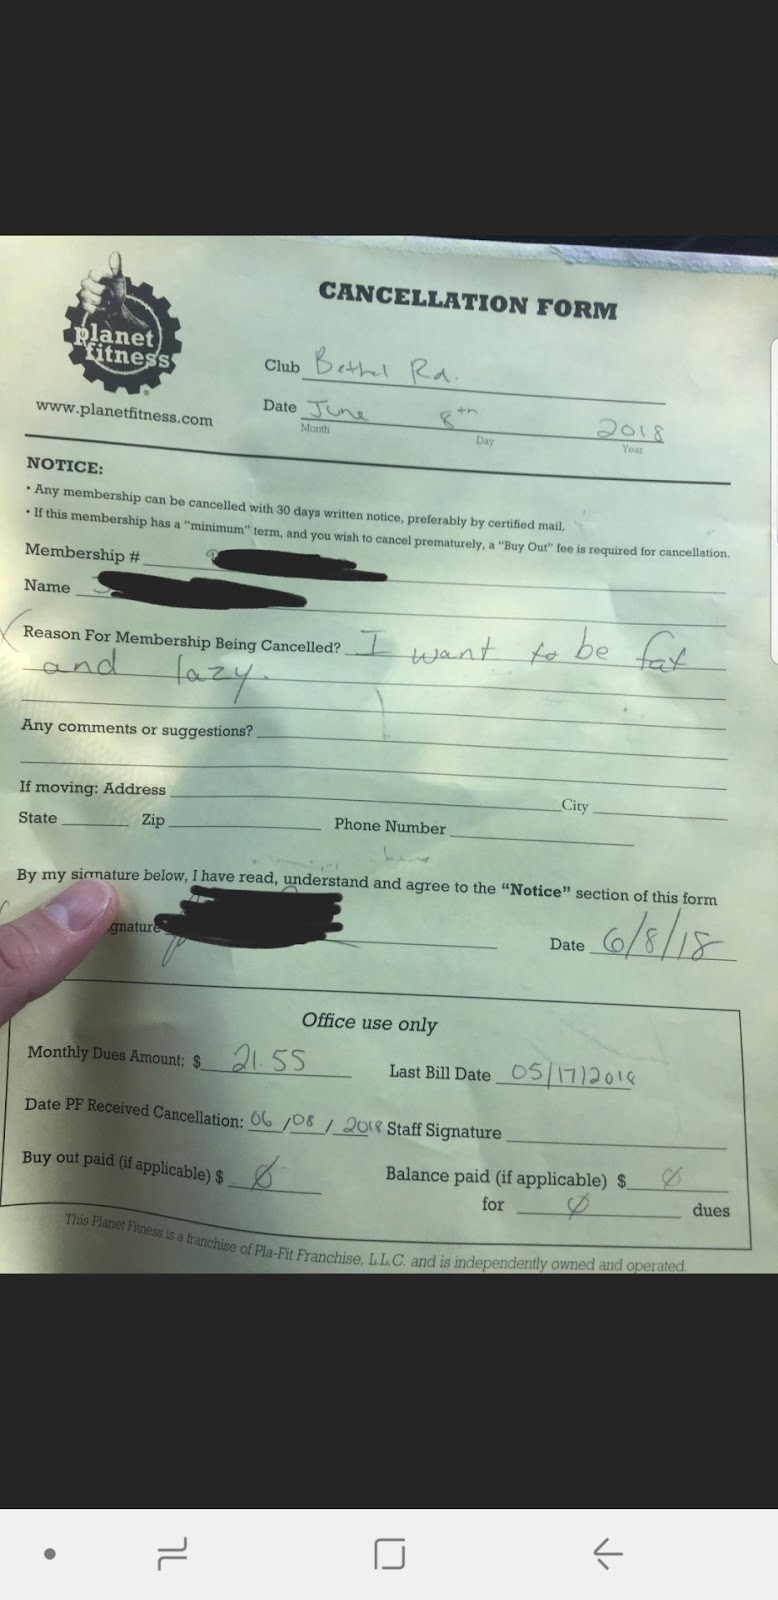 planet
fitness
www.planetfitness.com
CANCELLATION FORM
Club Bethel Rd.
Date June 8th 2018
Month Day Year
NOTICE:
• Any membership can be cancelled with 30 days written notice, preferably by certified mail.
• If this membership has a "minimum" term, and you wish to cancel prematurely, a "Buy Out" fee is required for cancellation.
Membership #
Name
Reason For Membership Being Cancelled? I want to be fat
and lazy.
Any comments or suggestions?
If moving: Address City
State Zip Phone Number
By my signature below, I have read, understand and agree to the "Notice" section of this form
gnature Date 6/8/18
Office use only
Monthly Dues Amount: $ 21.55 Last Bill Date 05/17/2018
Date PF Received Cancellation: 06 / 08 / 2018 Staff Signature
Buy out paid (if applicable) $ Ø Balance paid (if applicable) $ Ø
for Ø dues
This Planet Fitness is a franchise of Pla-Fit Franchise, L.L.C. and is independently owned and operated.